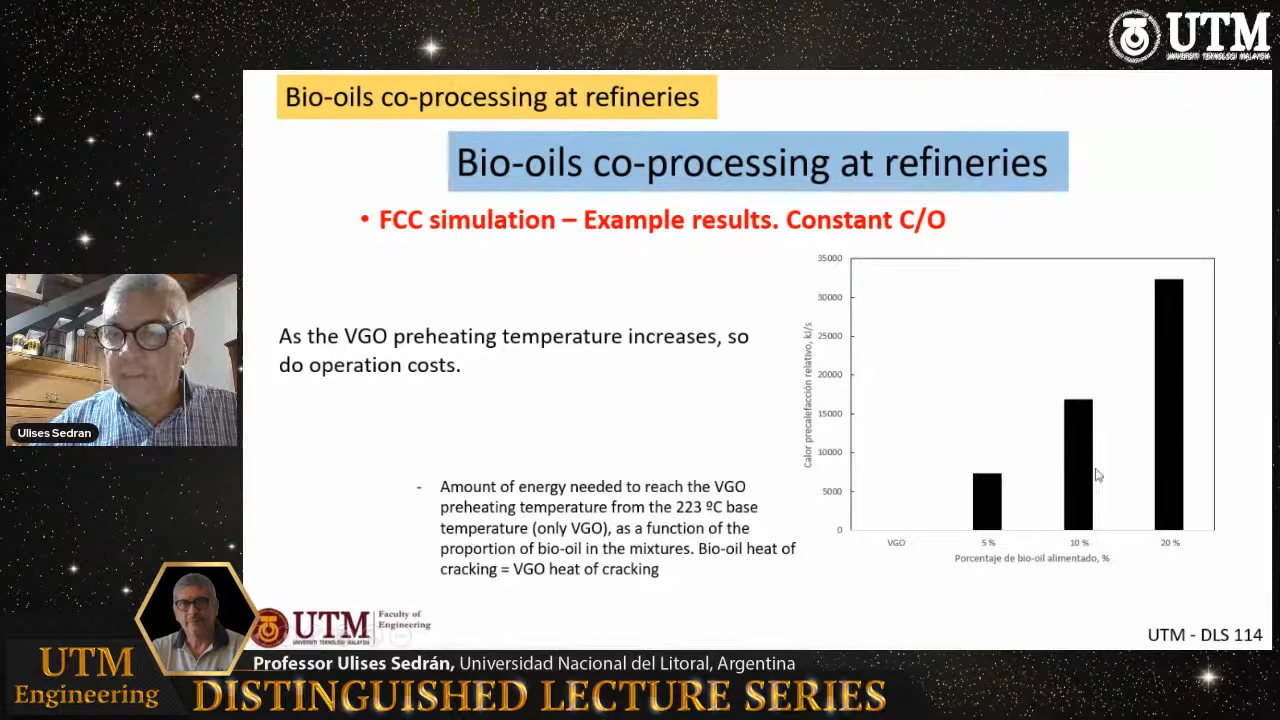 UTM
UNIVERSITI TEKNOLOGI MALAYSIA
Bio-oils co-processing at refineries
Bio-oils co-processing at refineries
• FCC simulation – Example results. Constant C/O
As the VGO preheating temperature increases, so
do operation costs.
- Amount of energy needed to reach the VGO
preheating temperature from the 223 ºC base
temperature (only VGO), as a function of the
proportion of bio-oil in the mixtures. Bio-oil heat of
cracking = VGO heat of cracking
Calor precalefacción relativo, kJ/s
35000
30000
25000
20000
15000
10000
5000
0
VGO 5 % 10 % 20 %
Porcentaje de bio-oil alimentado, %
Ulises Sedran
UTM
UNIVERSITI TEKNOLOGI MALAYSIA
Faculty of
Engineering
UTM - DLS 114
UTM
Engineering
Professor Ulises Sedrán, Universidad Nacional del Litoral, Argentina
DISTINGUISHED LECTURE SERIES